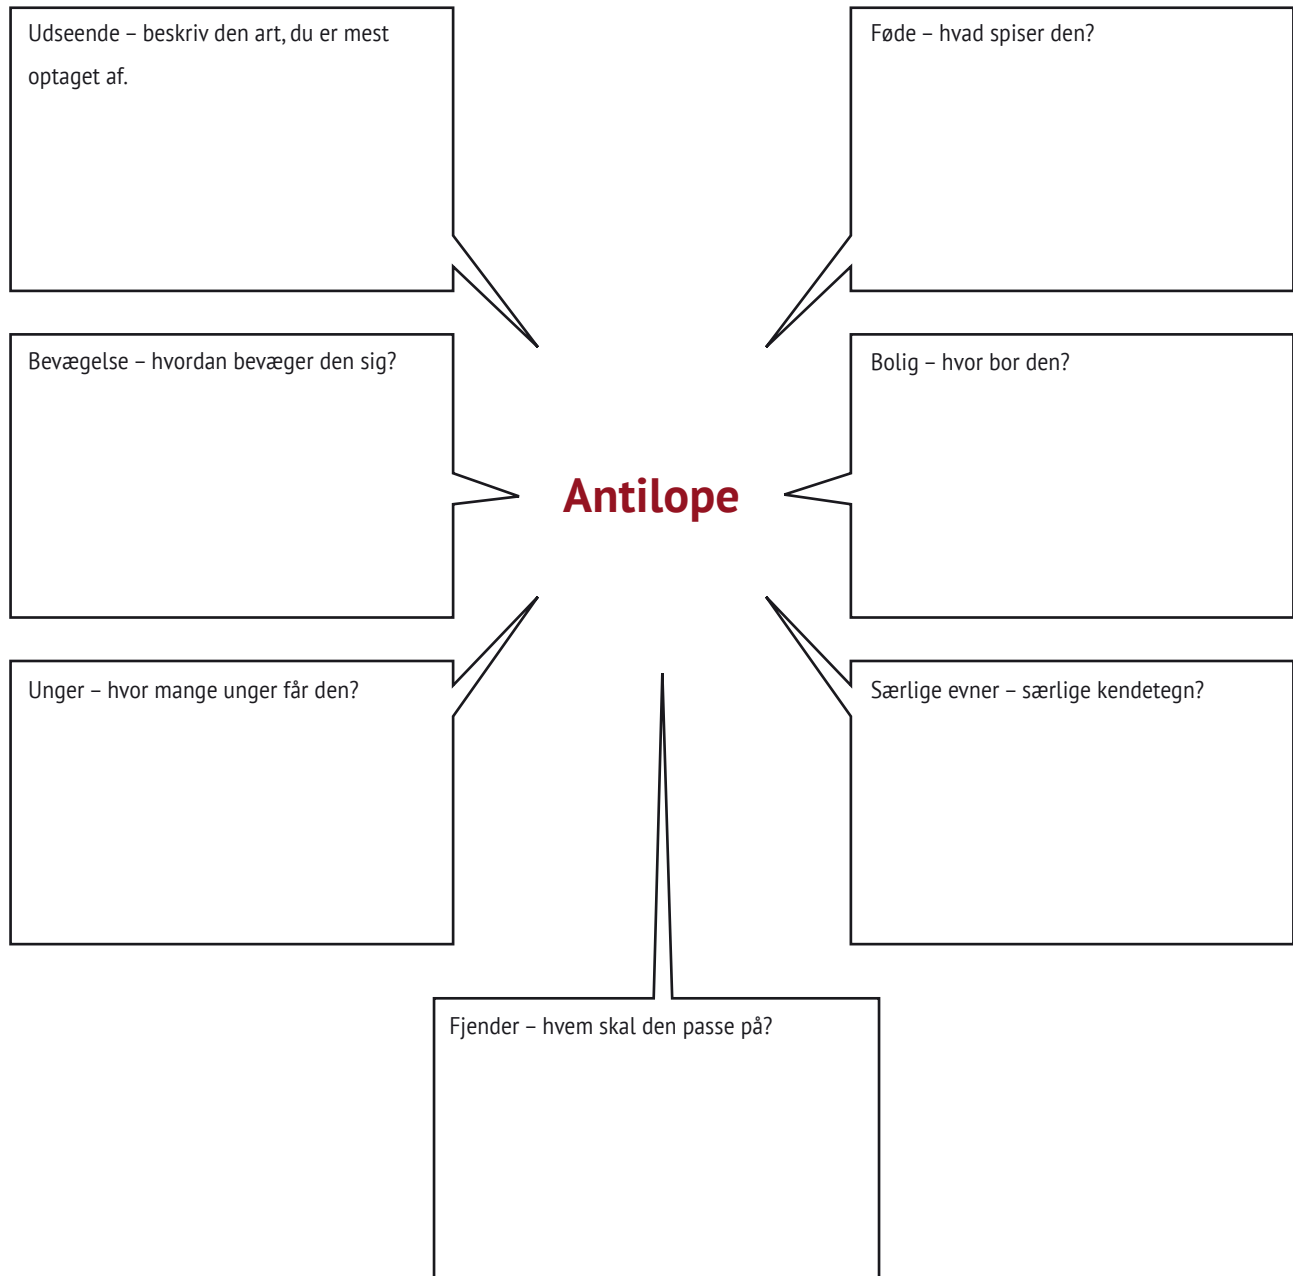 Udseende – beskriv den art, du er mest
optaget af.
Føde – hvad spiser den?
Bevægelse – hvordan bevæger den sig?
Bolig – hvor bor den?
Antilope
Unger – hvor mange unger får den?
Særlige evner – særlige kendetegn?
Fjender – hvem skal den passe på?